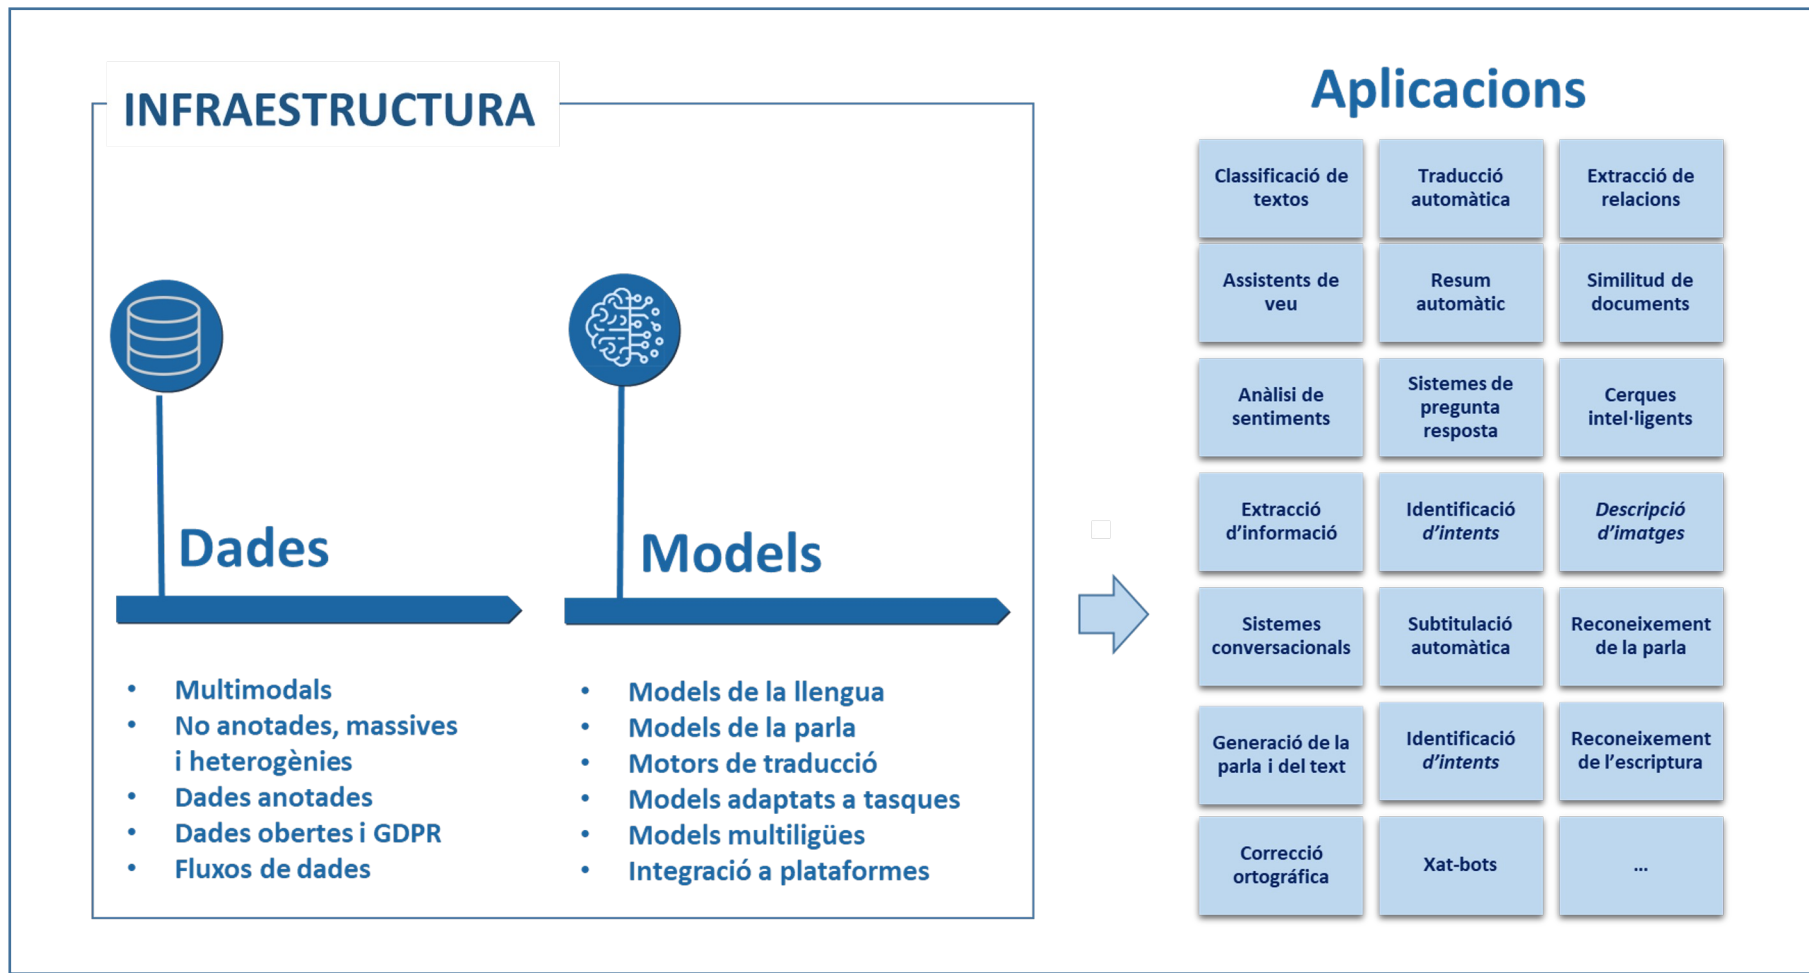 INFRAESTRUCTURA
Dades
• Multimodals
• No anotades, massives
i heterogènies
• Dades anotades
• Dades obertes i GDPR
• Fluxos de dades
Models
• Models de la llengua
• Models de la parla
• Motors de traducció
• Models adaptats a tasques
• Models multiligües
• Integració a plataformes
Aplicacions
Classificació de
textos
Traducció
automàtica
Extracció de
relacions
Assistents de
veu
Resum
automàtic
Similitud de
documents
Anàlisi de
sentiments
Sistemes de
pregunta
resposta
Cerques
intel·ligents
Extracció
d’informació
Identificació
d’intents
Descripció
d’imatges
Sistemes
conversacionals
Subtitulació
automàtica
Reconeixement
de la parla
Generació de la
parla i del text
Identificació
d’intents
Reconeixement
de l’escriptura
Correcció
ortográfica
Xat-bots
...